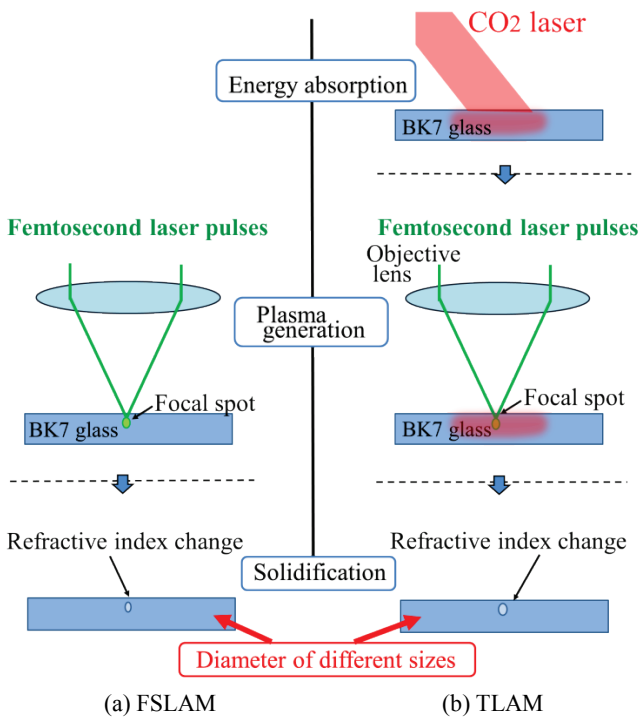 CO2 laser
Energy absorption
BK7 glass
Femtosecond laser pulses
Femtosecond laser pulses
Objective
lens
Plasma
generation
Focal spot
Focal spot
BK7 glass
BK7 glass
Refractive index change
Refractive index change
Solidification
Diameter of different sizes
(a) FSLAM
(b) TLAM